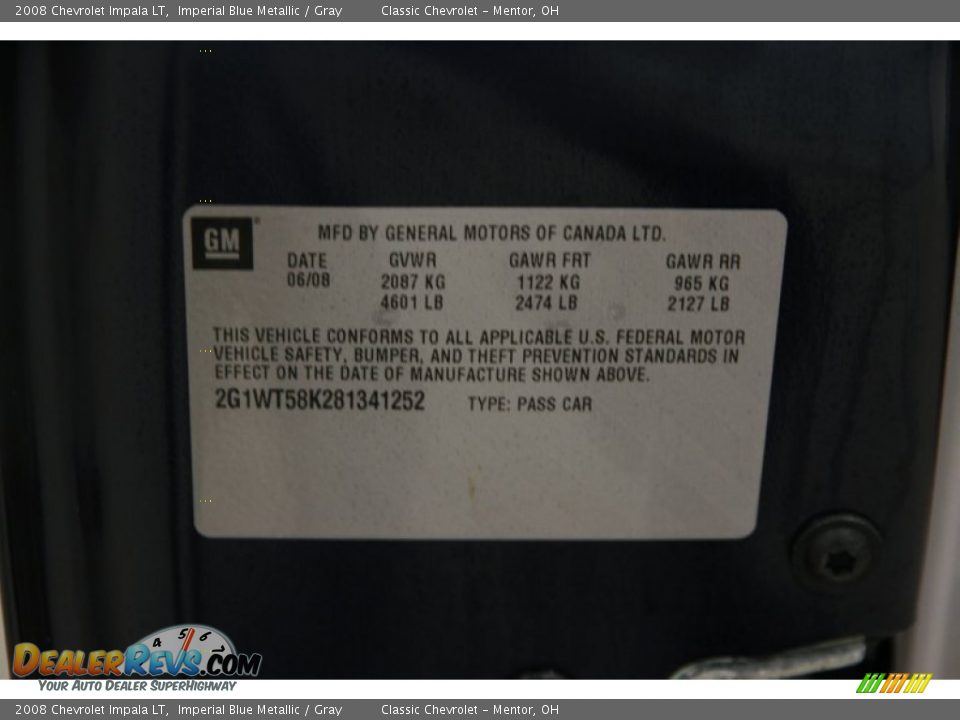 2008 Chevrolet Impala LT,  Imperial Blue Metallic / Gray          Classic Chevrolet - Mentor, OH
GM
MFD BY GENERAL MOTORS OF CANADA LTD.
DATE GVWR GAWR FRT GAWR RR
06/08 2087 KG 1122 KG 965 KG
4601 LB 2474 LB 2127 LB
THIS VEHICLE CONFORMS TO ALL APPLICABLE U.S. FEDERAL MOTOR
VEHICLE SAFETY, BUMPER, AND THEFT PREVENTION STANDARDS IN
EFFECT ON THE DATE OF MANUFACTURE SHOWN ABOVE.
2G1WT58K281341252 TYPE: PASS CAR
4 5 6
DEALERREVS.COM
YOUR AUTO DEALER SUPERHIGHWAY
2008 Chevrolet Impala LT,  Imperial Blue Metallic / Gray          Classic Chevrolet - Mentor, OH